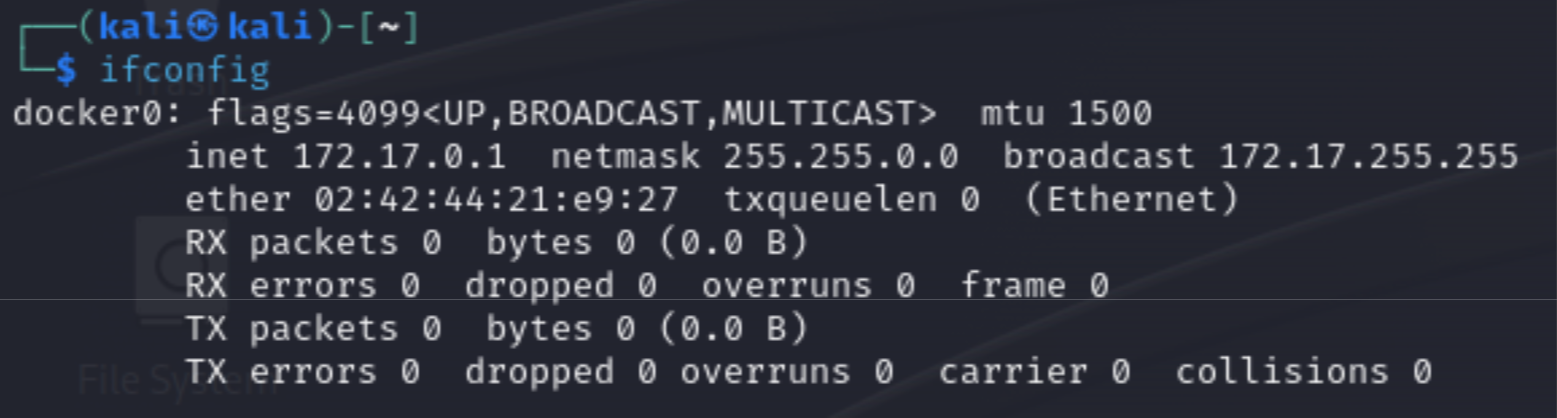 ┌──(kali㉿kali)-[~]
└─$ ifconfig
docker0: flags=4099<UP,BROADCAST,MULTICAST>  mtu 1500
        inet 172.17.0.1  netmask 255.255.0.0  broadcast 172.17.255.255
        ether 02:42:44:21:e9:27  txqueuelen 0  (Ethernet)
        RX packets 0  bytes 0 (0.0 B)
        RX errors 0  dropped 0  overruns 0  frame 0
        TX packets 0  bytes 0 (0.0 B)
        TX errors 0  dropped 0 overruns 0  carrier 0  collisions 0
Trash
File System